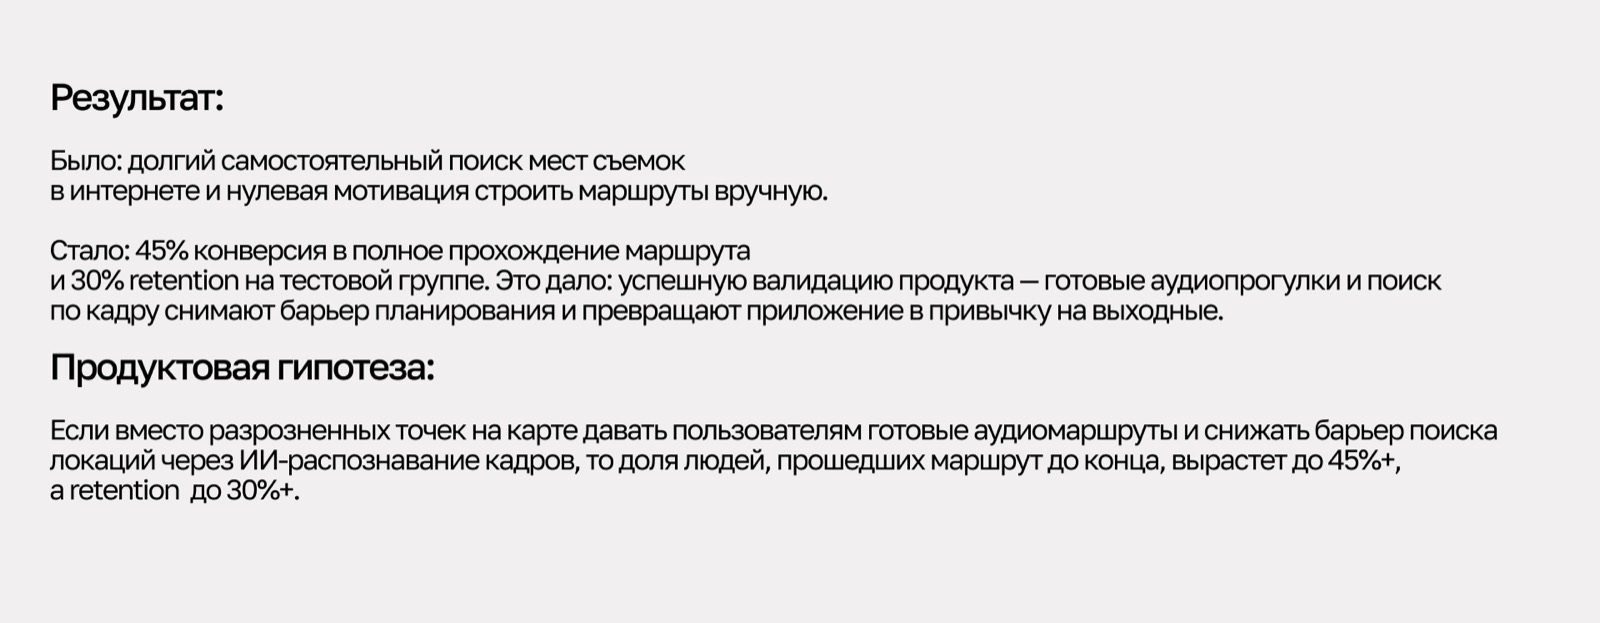 Результат:
Было: долгий самостоятельный поиск мест съемок
в интернете и нулевая мотивация строить маршруты вручную.
Стало: 45% конверсия в полное прохождение маршрута
и 30% retention на тестовой группе. Это дало: успешную валидацию продукта — готовые аудиопрогулки и поиск
по кадру снимают барьер планирования и превращают приложение в привычку на выходные.
Продуктовая гипотеза:
Если вместо разрозненных точек на карте давать пользователям готовые аудиомаршруты и снижать барьер поиска
локаций через ИИ-распознавание кадров, то доля людей, прошедших маршрут до конца, вырастет до 45%+,
а retention  до 30%+.